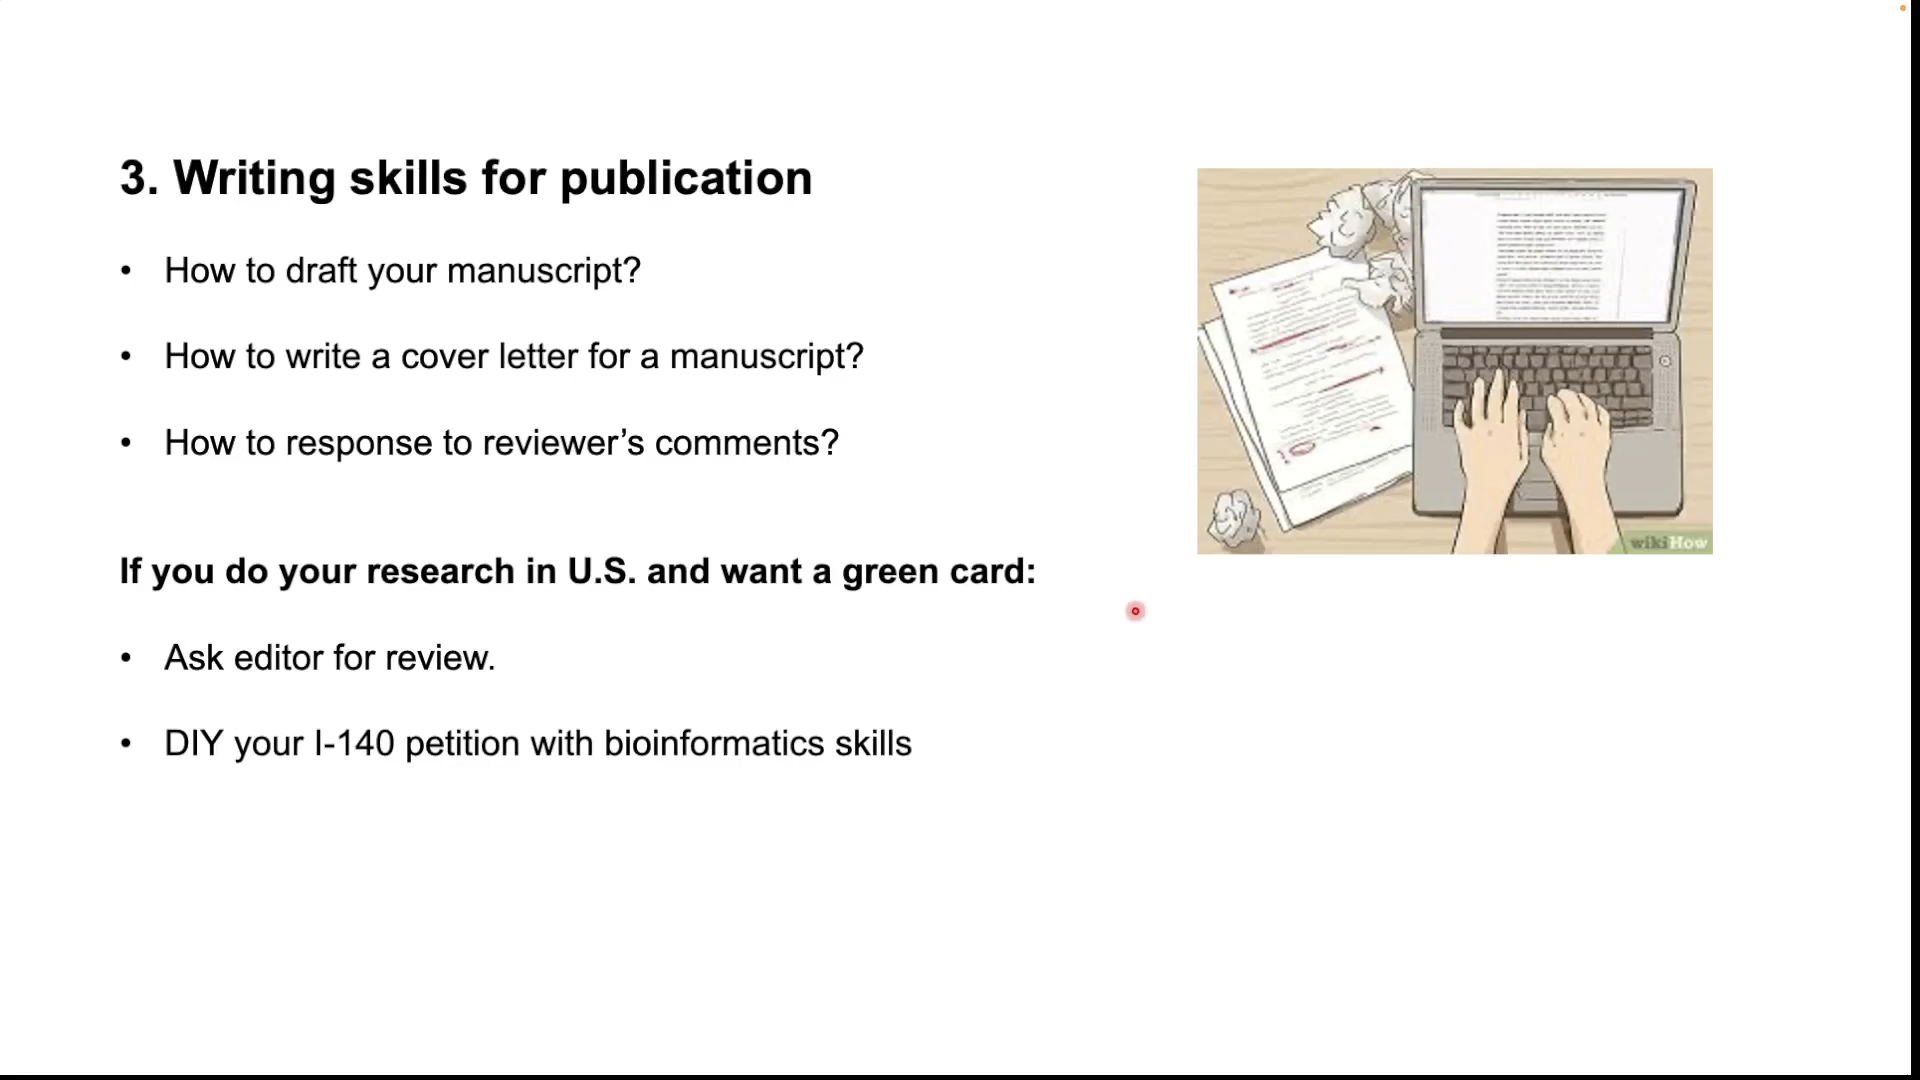 3. Writing skills for publication
• How to draft your manuscript?
• How to write a cover letter for a manuscript?
• How to response to reviewer’s comments?
If you do your research in U.S. and want a green card:
• Ask editor for review.
• DIY your I-140 petition with bioinformatics skills
wikiHow